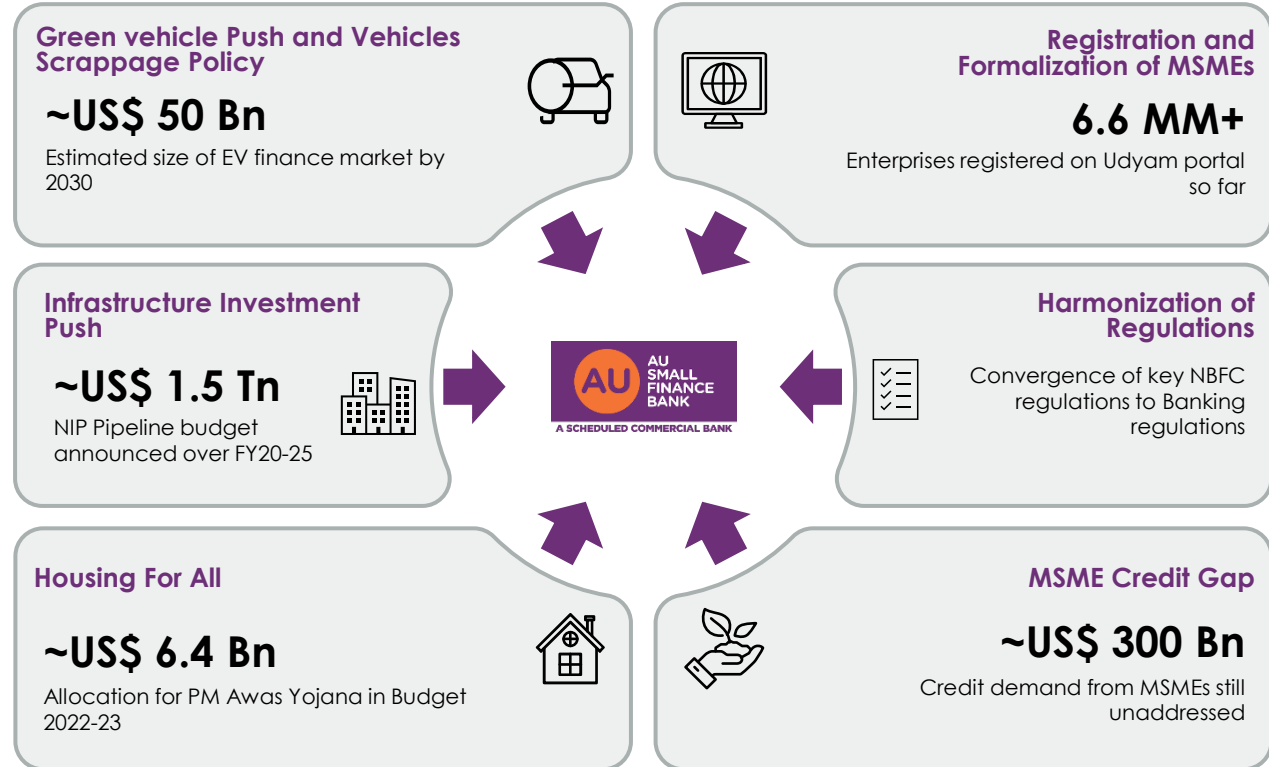 Green vehicle Push and Vehicles
Scrappage Policy
~US$ 50 Bn
Estimated size of EV finance market by
2030
Registration and
Formalization of MSMEs
6.6 MM+
Enterprises registered on Udyam portal
so far
Infrastructure Investment
Push
~US$ 1.5 Tn
NIP Pipeline budget
announced over FY20-25
AU
AU
SMALL
FINANCE
BANK
A SCHEDULED COMMERCIAL BANK
Harmonization of
Regulations
Convergence of key NBFC
regulations to Banking
regulations
Housing For All
~US$ 6.4 Bn
Allocation for PM Awas Yojana in Budget
2022-23
MSME Credit Gap
~US$ 300 Bn
Credit demand from MSMEs still
unaddressed